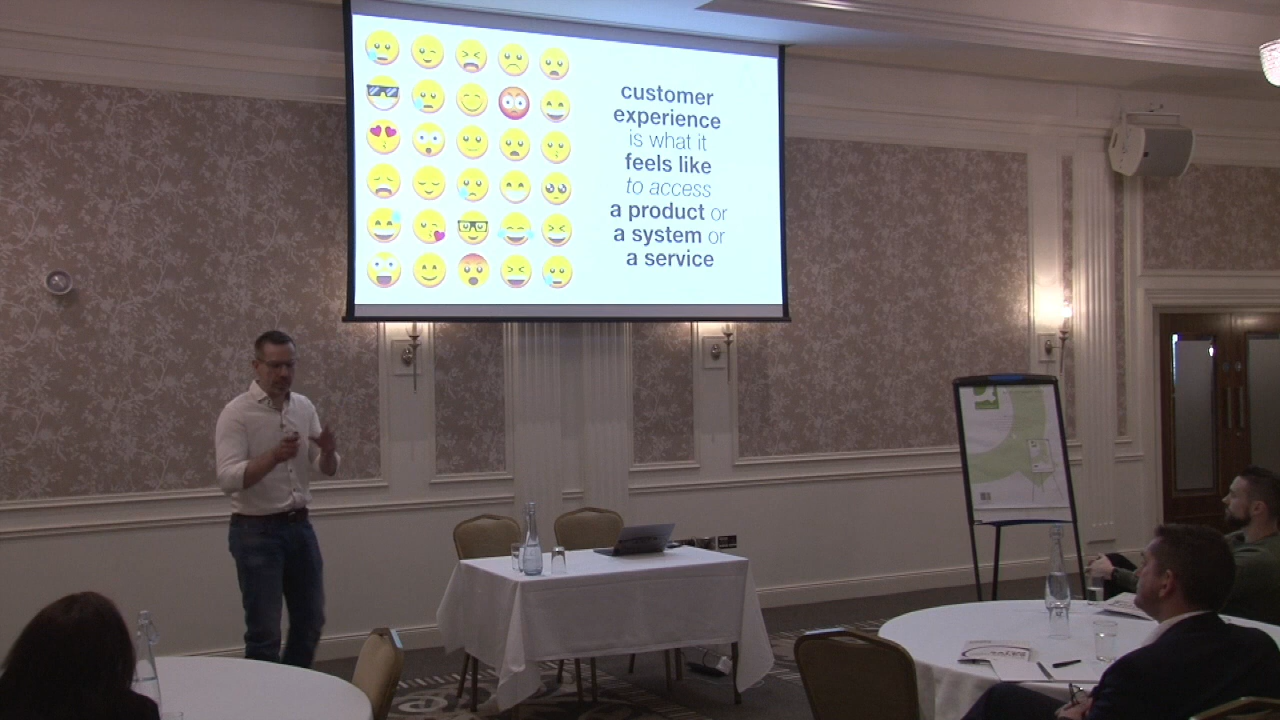 customer
experience
is what it
feels like
to access
a product or
a system or
a service